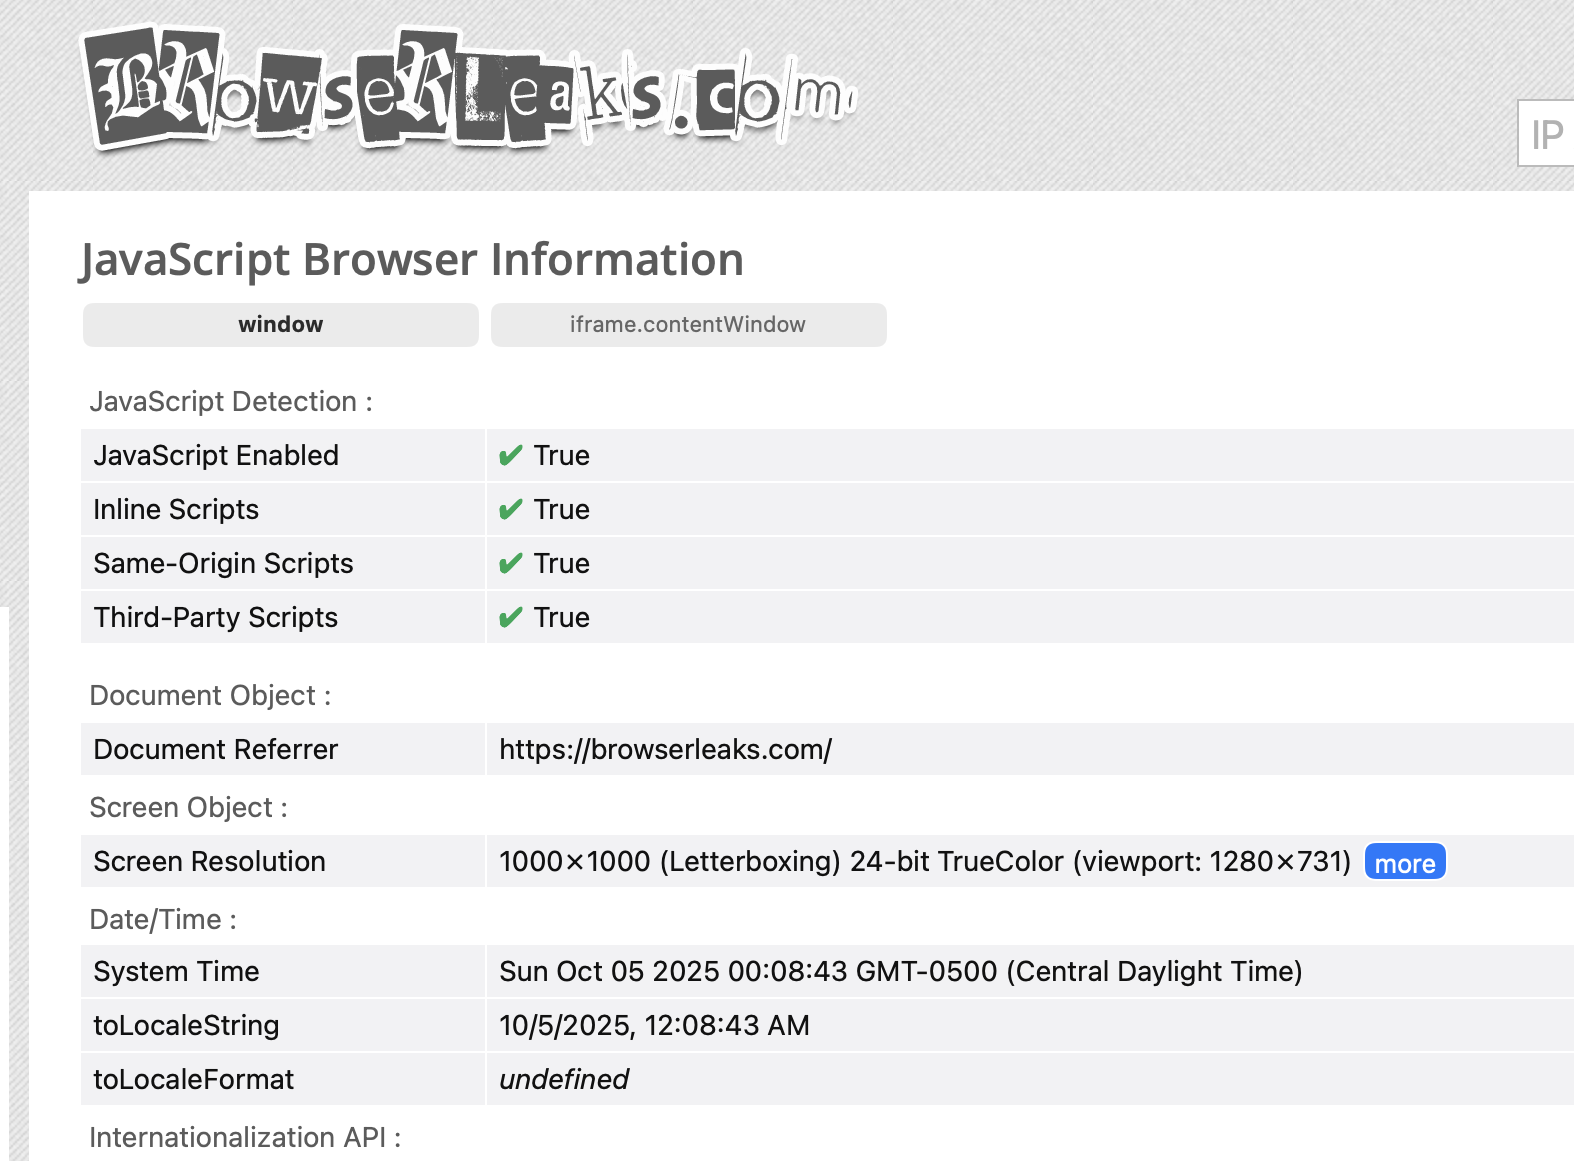 BRowseRLeaks.com
IP
JavaScript Browser Information
window iframe.contentWindow
JavaScript Detection :
JavaScript Enabled ✔ True
Inline Scripts ✔ True
Same-Origin Scripts ✔ True
Third-Party Scripts ✔ True
Document Object :
Document Referrer https://browserleaks.com/
Screen Object :
Screen Resolution 1000×1000 (Letterboxing) 24-bit TrueColor (viewport: 1280×731) more
Date/Time :
System Time Sun Oct 05 2025 00:08:43 GMT-0500 (Central Daylight Time)
toLocaleString 10/5/2025, 12:08:43 AM
toLocaleFormat undefined
Internationalization API :